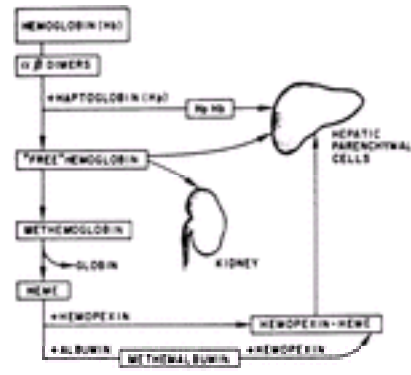 HEMOGLOBIN (Hb)
αβ DIMERS
+HAPTOGLOBIN (Hp)
Hp Hb
HEPATIC
PARENCHYMAL
CELLS
"FREE" HEMOGLOBIN
METHEMOGLOBIN
GLOBIN
KIDNEY
HEME
+HEMOPEXIN
HEMOPEXIN-HEME
+ALBUMIN
METHEMALBUMIN
+HEMOPEXIN